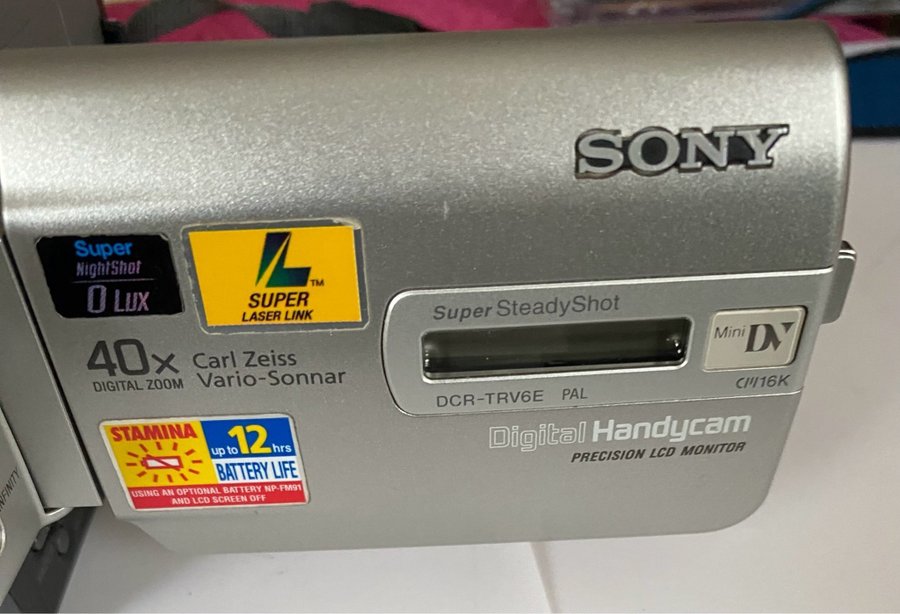 SONY
Super
NightShot
0 LUX
L™
SUPER
LASER LINK
40x
DIGITAL ZOOM
Carl Zeiss
Vario-Sonnar
Super SteadyShot
DCR-TRV6E PAL
Mini DV
16K
Digital Handycam
PRECISION LCD MONITOR
STAMINA
up to 12 hrs
BATTERY LIFE
USING AN OPTIONAL BATTERY NP-FM91
AND LCD SCREEN OFF
INFINITY